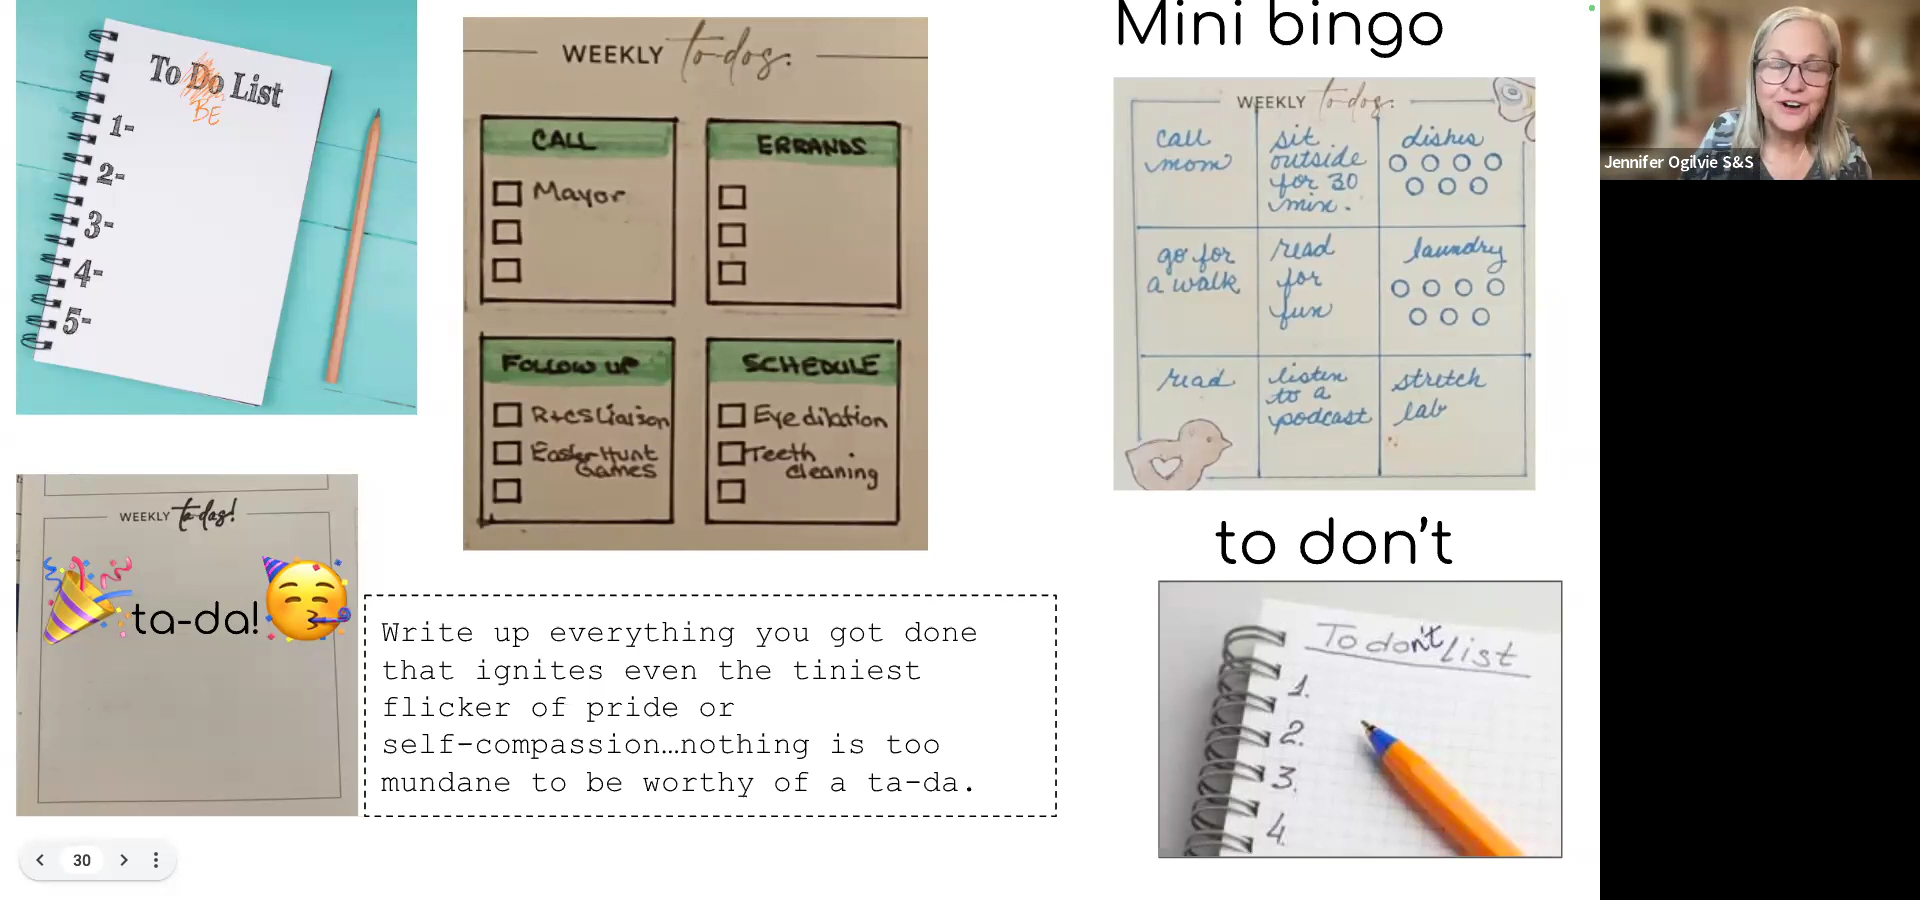 To Do List
BE
1-
2-
3-
4-
5-
WEEKLY to-dos.
CALL
Mayor
ERRANDS
FOLLOW UP
R+CS Liaison
Easter Hunt
Games
SCHEDULE
Eye dilation
Teeth
cleaning
Mini bingo
WEEKLY to-dos.
call
mom
sit
outside
for 30
min.
dishes
go for
a walk
read
for
fun
laundry
read
listen
to a
podcast
stretch
lab
WEEKLY ta-das!
ta-da!
Write up everything you got done
that ignites even the tiniest
flicker of pride or
self-compassion…nothing is too
mundane to be worthy of a ta-da.
to don't
To don't List
1.
2.
3.
4.
Jennifer Ogilvie S&S
30